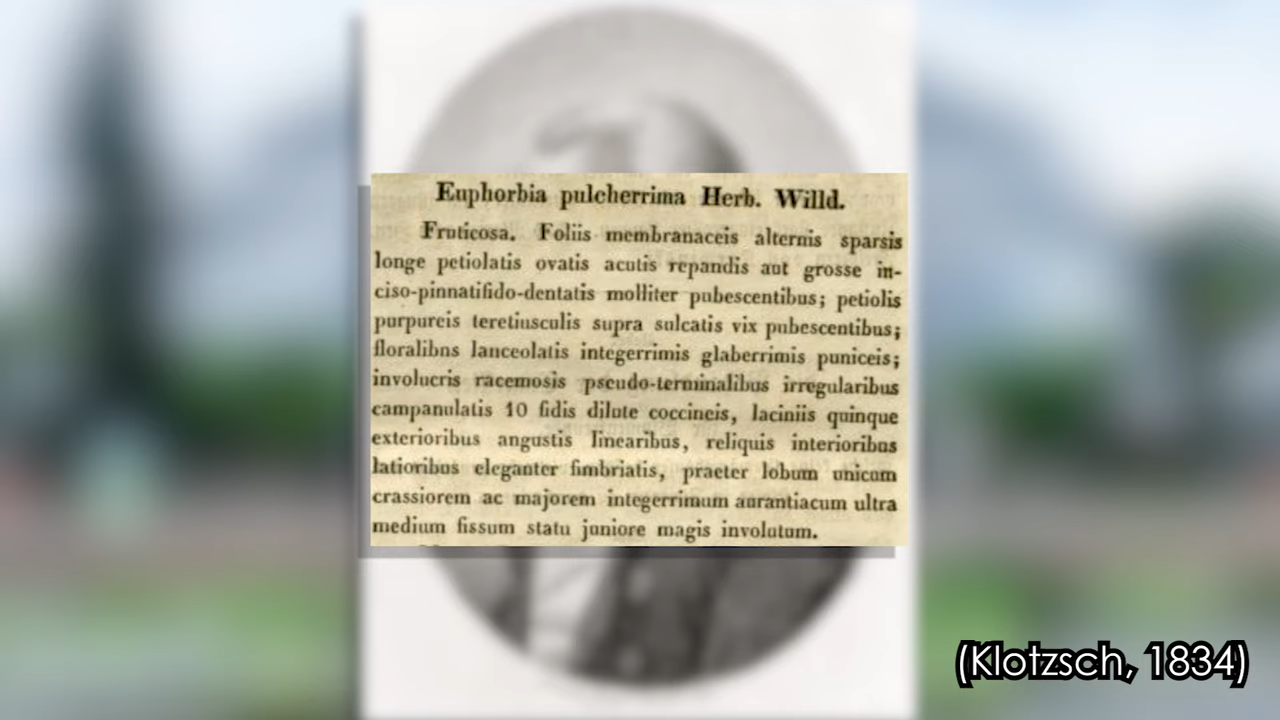 Euphorbia pulcherrima Herb. Willd.
Fruticosa. Foliis membranaceis alternis sparsis
longe petiolatis ovatis acutis repandis aut grosse in-
ciso-pinnatifido-dentatis molliter pubescentibus; petiolis
purpureis teretiusculis supra sulcatis vix pubescentibus;
floralibus lanceolatis integerrimis glaberrimis puniceis;
involucris racemosis pseudo-terminalibus irregularibus
campanulatis 10 fidis dilute coccineis, laciniis quinque
exterioribus angustis linearibus, reliquis interioribus
latioribus eleganter fimbriatis, praeter lobum unicum
crassiorem ac majorem integerrimum aurantiacum ultra
medium fissum statu juniore magis involutum.
(Klotzsch, 1834)